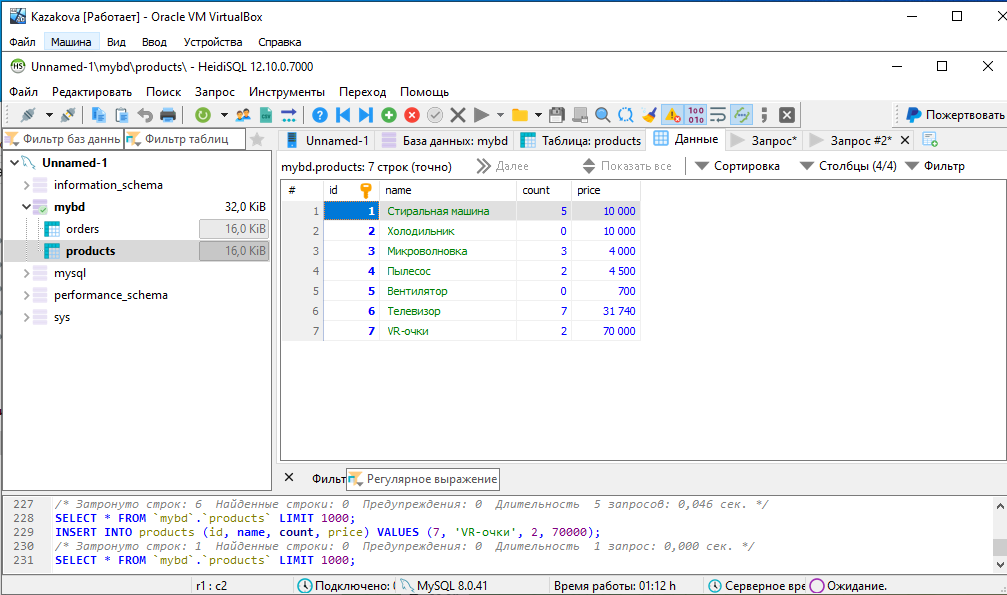 Kazakova [Работает] - Oracle VM VirtualBox
Файл Машина Вид Ввод Устройства Справка
Unnamed-1\mybd\products\ - HeidiSQL 12.10.0.7000
Файл Редактировать Поиск Запрос Инструменты Переход Помощь
Пожертвовать
Фильтр баз данн Фильтр таблиц Unnamed-1 База данных: mybd Таблица: products Данные Запрос* Запрос #2*
Unnamed-1
information_schema
mybd 32,0 KiB
orders 16,0 KiB
products 16,0 KiB
mysql
performance_schema
sys
mybd.products: 7 строк (точно) Далее Показать все Сортировка Столбцы (4/4) Фильтр
# id name count price
1 1 Стиральная машина 5 10 000
2 2 Холодильник 0 10 000
3 3 Микроволновка 3 4 000
4 4 Пылесос 2 4 500
5 5 Вентилятор 0 700
6 6 Телевизор 7 31 740
7 7 VR-очки 2 70 000
Фильт Регулярное выражение
227 /* Затронуто строк: 6 Найденные строки: 0 Предупреждения: 0 Длительность 5 запросов: 0,046 сек. */
228 SELECT * FROM `mybd`.`products` LIMIT 1000;
229 INSERT INTO products (id, name, count, price) VALUES (7, 'VR-очки', 2, 70000);
230 /* Затронуто строк: 1 Найденные строки: 0 Предупреждения: 0 Длительность 1 запрос: 0,000 сек. */
231 SELECT * FROM `mybd`.`products` LIMIT 1000;
r1 : c2 Подключено: MySQL 8.0.41 Время работы: 01:12 h Серверное вре Ожидание.